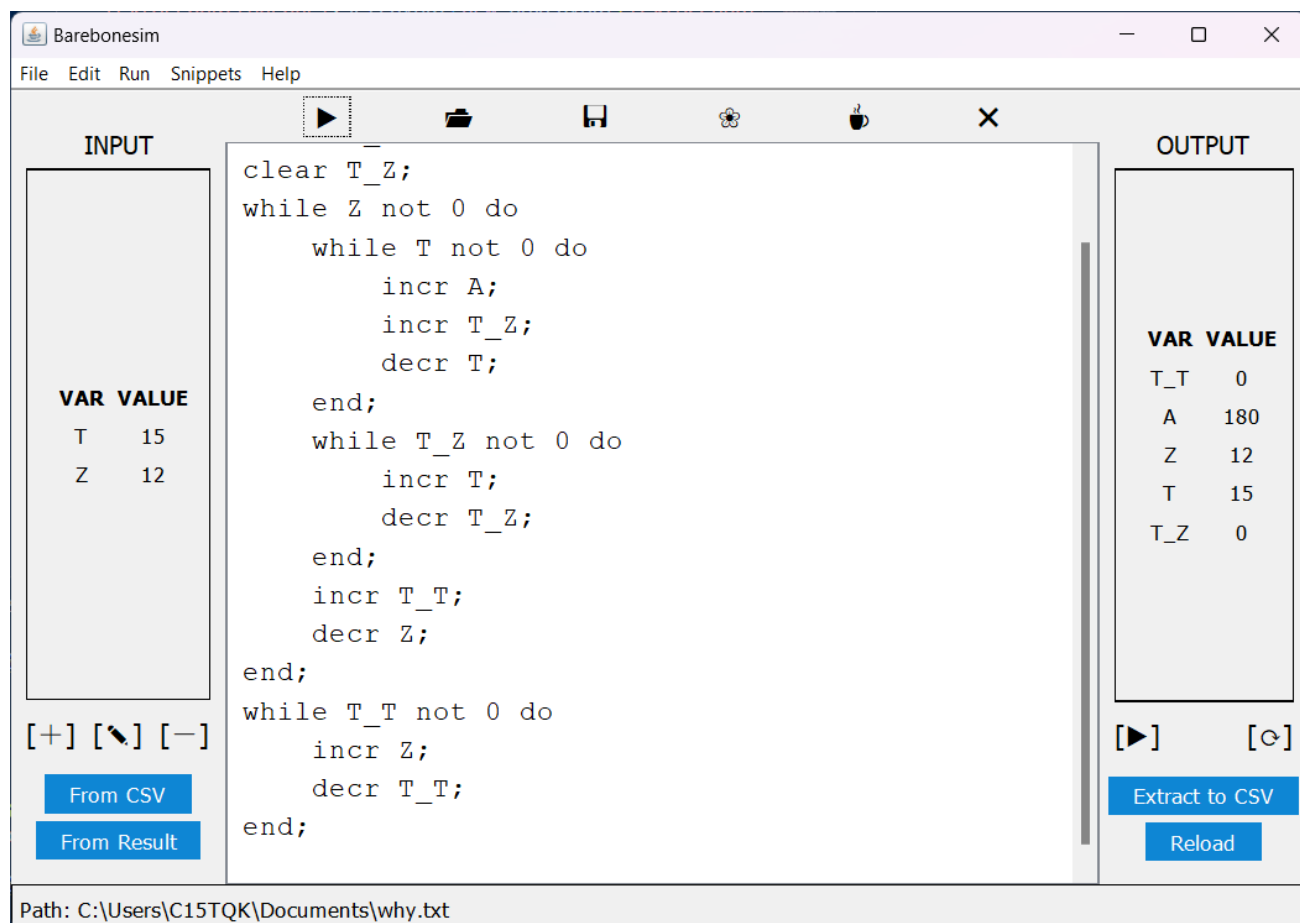 Barebonesim
File Edit Run Snippets Help
INPUT
VAR VALUE
T 15
Z 12
[+] [✎] [−]
From CSV
From Result
clear T_Z;
while Z not 0 do
while T not 0 do
incr A;
incr T_Z;
decr T;
end;
while T_Z not 0 do
incr T;
decr T_Z;
end;
incr T_T;
decr Z;
end;
while T_T not 0 do
incr Z;
decr T_T;
end;
OUTPUT
VAR VALUE
T_T 0
A 180
Z 12
T 15
T_Z 0
[▶] [⟳]
Extract to CSV
Reload
Path: C:\Users\C15TQK\Documents\why.txt